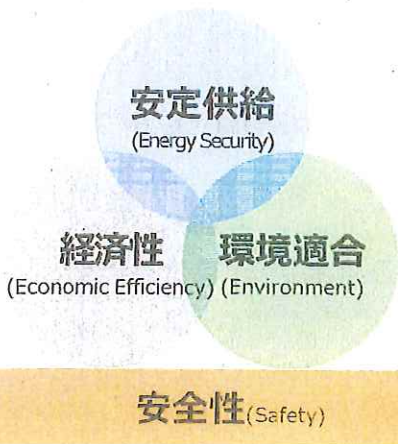 安定供給
(Energy Security)
経済性 環境適合
(Economic Efficiency) (Environment)
安全性(Safety)